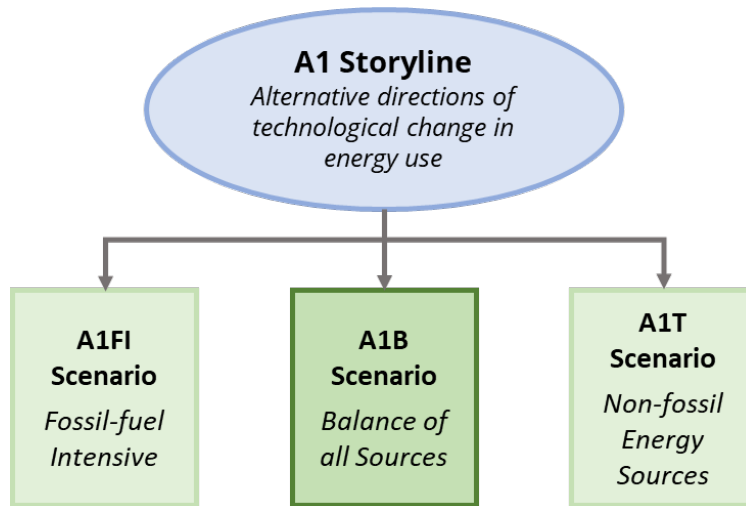 A1 Storyline
Alternative directions of
technological change in
energy use
A1FI
Scenario
Fossil-fuel
Intensive
A1B
Scenario
Balance of
all Sources
A1T
Scenario
Non-fossil
Energy
Sources